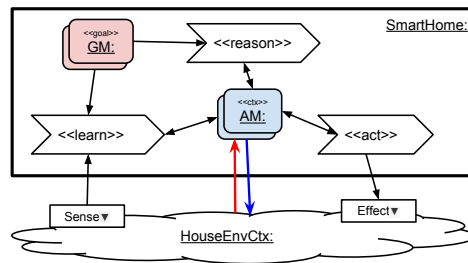 SmartHome:
<<goal>>
GM:
<<reason>>
<<ctx>>
AM:
<<learn>>
<<act>>
Sense▾
Effect▾
HouseEnvCtx: